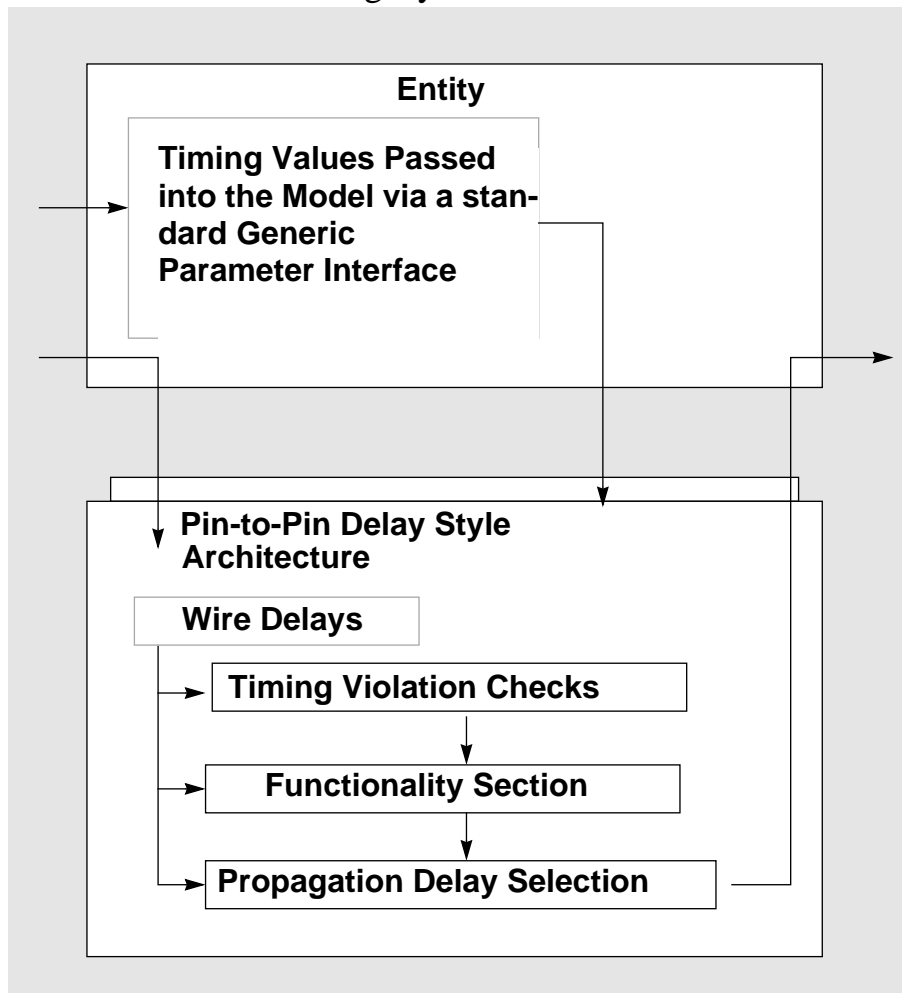 Entity
Timing Values Passed
into the Model via a stan-
dard Generic
Parameter Interface
Pin-to-Pin Delay Style
Architecture
Wire Delays
Timing Violation Checks
Functionality Section
Propagation Delay Selection